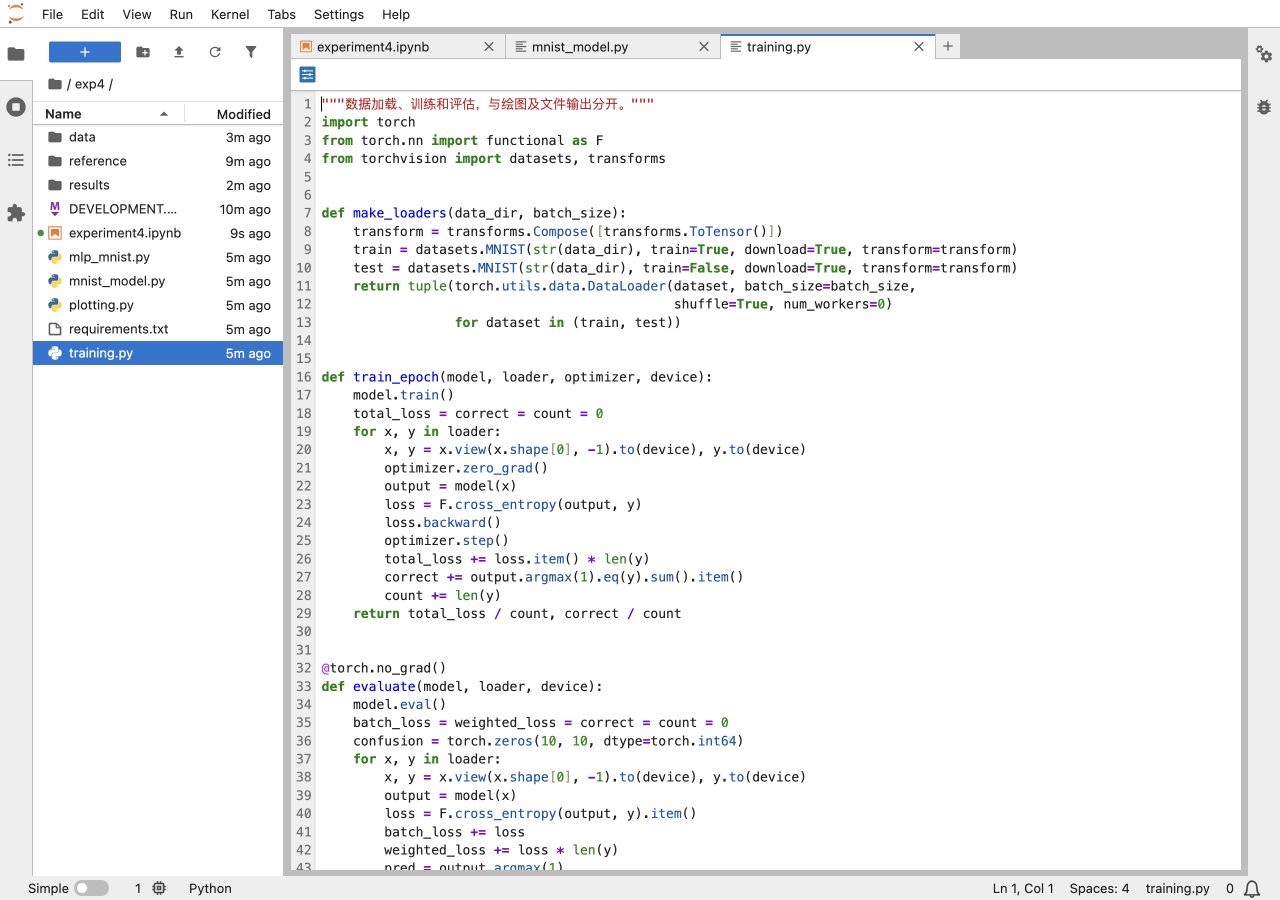 File Edit View Run Kernel Tabs Settings Help
+
/ exp4 /
Name Modified
data 3m ago
reference 9m ago
results 2m ago
DEVELOPMENT.... 10m ago
experiment4.ipynb 9s ago
mlp_mnist.py 5m ago
mnist_model.py 5m ago
plotting.py 5m ago
requirements.txt 5m ago
training.py 5m ago
experiment4.ipynb mnist_model.py training.py +
1 """数据加载、训练和评估，与绘图及文件输出分开。"""
2 import torch
3 from torch.nn import functional as F
4 from torchvision import datasets, transforms
5
6
7 def make_loaders(data_dir, batch_size):
8     transform = transforms.Compose([transforms.ToTensor()])
9     train = datasets.MNIST(str(data_dir), train=True, download=True, transform=transform)
10     test = datasets.MNIST(str(data_dir), train=False, download=True, transform=transform)
11     return tuple(torch.utils.data.DataLoader(dataset, batch_size=batch_size,
12                                              shuffle=True, num_workers=0)
13                  for dataset in (train, test))
14
15
16 def train_epoch(model, loader, optimizer, device):
17     model.train()
18     total_loss = correct = count = 0
19     for x, y in loader:
20         x, y = x.view(x.shape[0], -1).to(device), y.to(device)
21         optimizer.zero_grad()
22         output = model(x)
23         loss = F.cross_entropy(output, y)
24         loss.backward()
25         optimizer.step()
26         total_loss += loss.item() * len(y)
27         correct += output.argmax(1).eq(y).sum().item()
28         count += len(y)
29     return total_loss / count, correct / count
30
31
32 @torch.no_grad()
33 def evaluate(model, loader, device):
34     model.eval()
35     batch_loss = weighted_loss = correct = count = 0
36     confusion = torch.zeros(10, 10, dtype=torch.int64)
37     for x, y in loader:
38         x, y = x.view(x.shape[0], -1).to(device), y.to(device)
39         output = model(x)
40         loss = F.cross_entropy(output, y).item()
41         batch_loss += loss
42         weighted_loss += loss * len(y)
43         pred = output.argmax(1)
Simple 1 Python Ln 1, Col 1 Spaces: 4 training.py 0